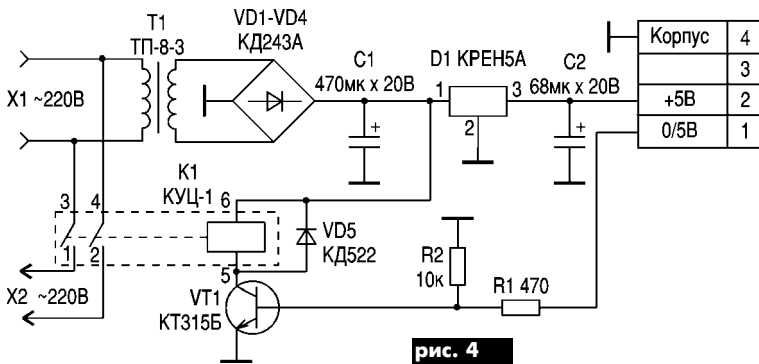 T1
ТП-8-3
VD1-VD4
КД243А
C1
470мк x 20В
D1 КРЕН5А
1
3
2
C2
68мк x 20В
Корпус 4
3
+5В 2
0/5В 1
X1 ~220В
K1
КУЦ-1
3 4
6
1 2
5
VD5
КД522
X2 ~220В
VT1
КТ315Б
R2
10к
R1 470
рис. 4